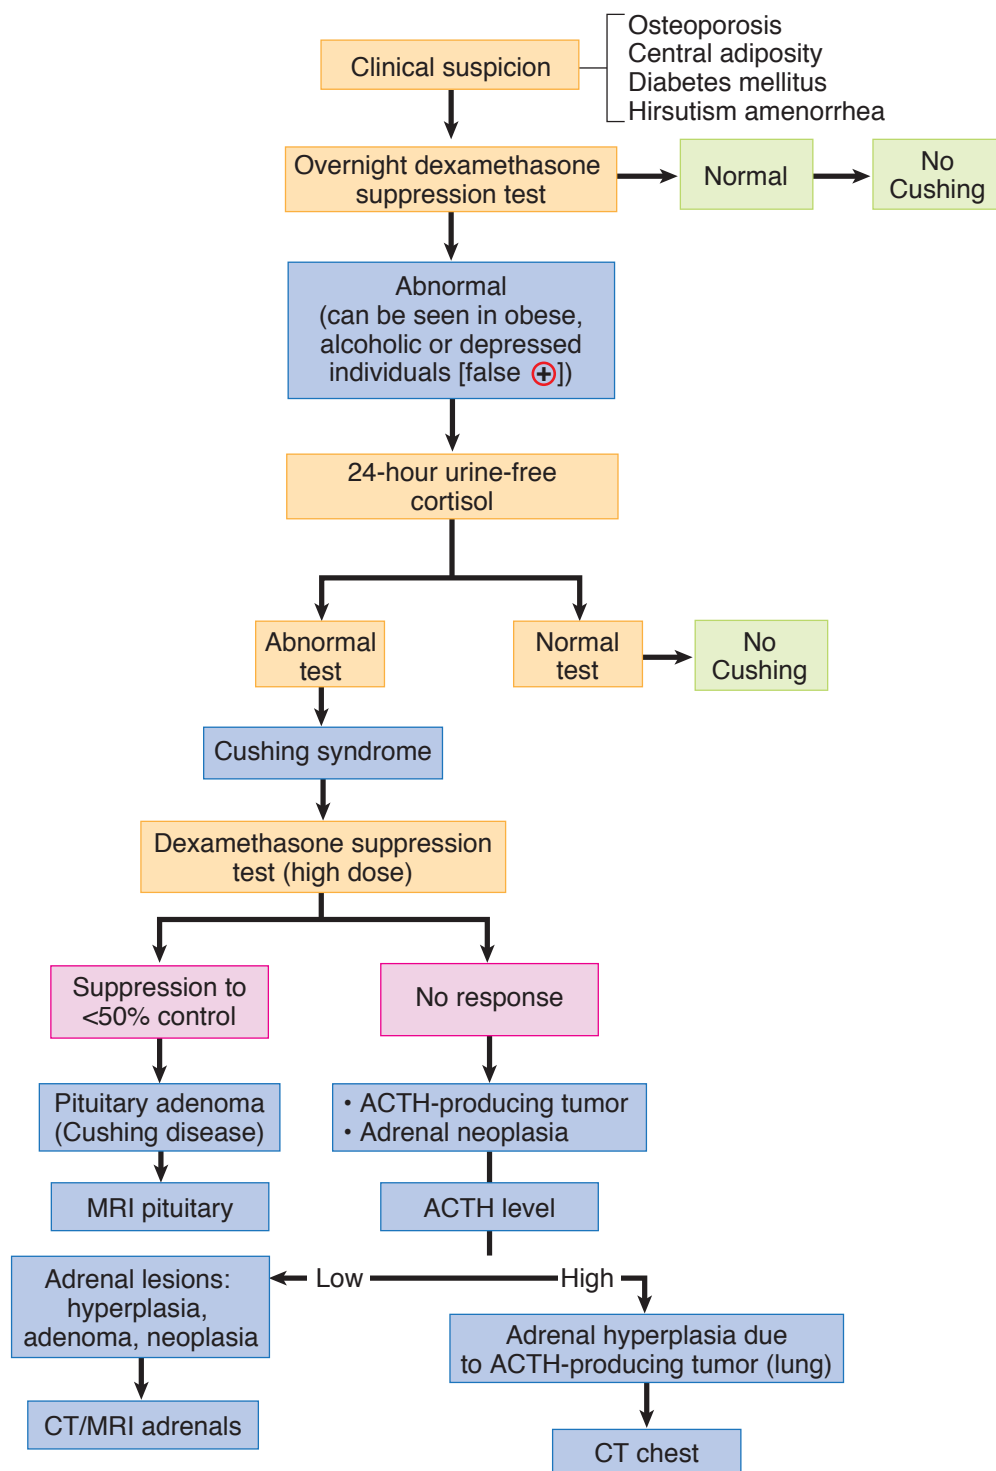 Clinical suspicion
Osteoporosis
Central adiposity
Diabetes mellitus
Hirsutism amenorrhea
Overnight dexamethasone
suppression test
Normal
No
Cushing
Abnormal
(can be seen in obese,
alcoholic or depressed
individuals [false +])
24-hour urine-free
cortisol
Abnormal
test
Normal
test
No
Cushing
Cushing syndrome
Dexamethasone suppression
test (high dose)
Suppression to
<50% control
No response
Pituitary adenoma
(Cushing disease)
• ACTH-producing tumor
• Adrenal neoplasia
MRI pituitary
ACTH level
Low
High
Adrenal lesions:
hyperplasia,
adenoma, neoplasia
Adrenal hyperplasia due
to ACTH-producing tumor (lung)
CT/MRI adrenals
CT chest